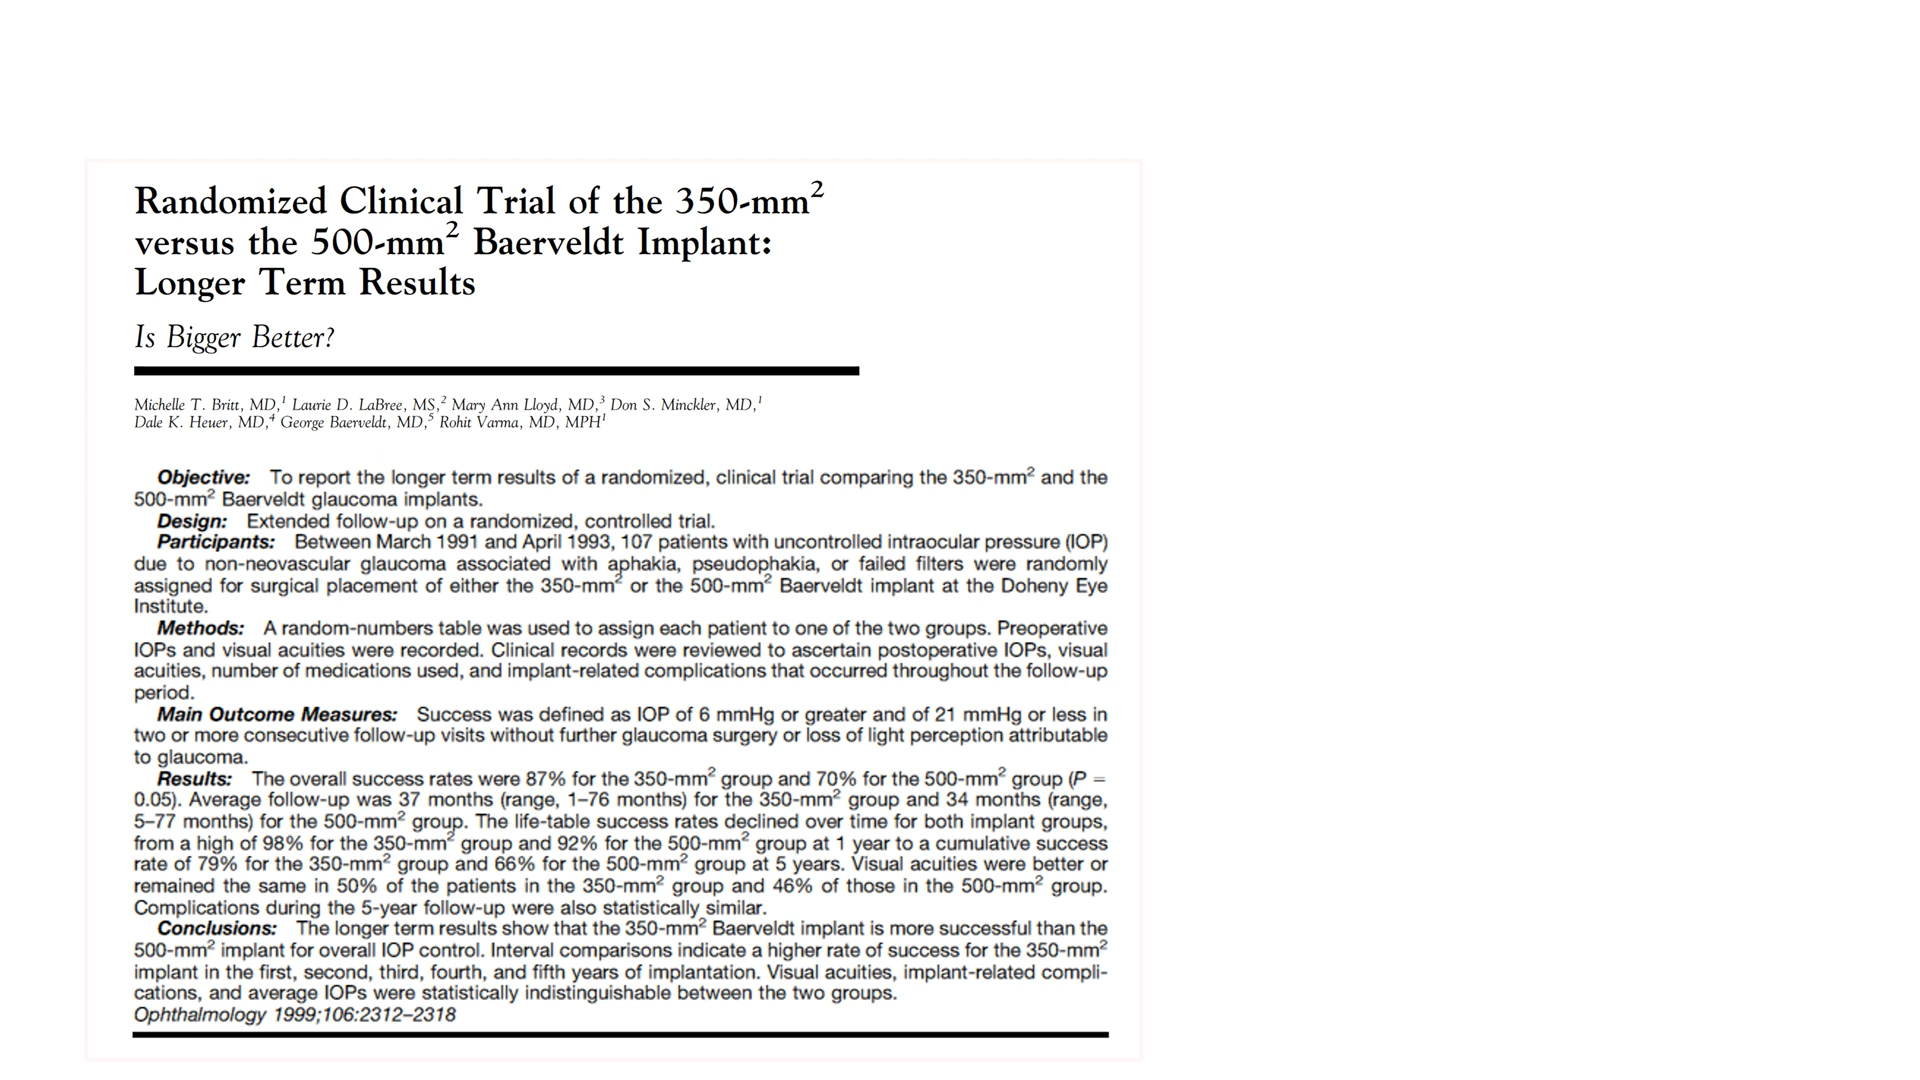 Randomized Clinical Trial of the 350-mm²
versus the 500-mm² Baerveldt Implant:
Longer Term Results
Is Bigger Better?
Michelle T. Britt, MD,¹ Laurie D. LaBree, MS,² Mary Ann Lloyd, MD,³ Don S. Minckler, MD,¹
Dale K. Heuer, MD,⁴ George Baerveldt, MD,⁵ Rohit Varma, MD, MPH¹
Objective: To report the longer term results of a randomized, clinical trial comparing the 350-mm² and the
500-mm² Baerveldt glaucoma implants.
Design: Extended follow-up on a randomized, controlled trial.
Participants: Between March 1991 and April 1993, 107 patients with uncontrolled intraocular pressure (IOP)
due to non-neovascular glaucoma associated with aphakia, pseudophakia, or failed filters were randomly
assigned for surgical placement of either the 350-mm² or the 500-mm² Baerveldt implant at the Doheny Eye
Institute.
Methods: A random-numbers table was used to assign each patient to one of the two groups. Preoperative
IOPs and visual acuities were recorded. Clinical records were reviewed to ascertain postoperative IOPs, visual
acuities, number of medications used, and implant-related complications that occurred throughout the follow-up
period.
Main Outcome Measures: Success was defined as IOP of 6 mmHg or greater and of 21 mmHg or less in
two or more consecutive follow-up visits without further glaucoma surgery or loss of light perception attributable
to glaucoma.
Results: The overall success rates were 87% for the 350-mm² group and 70% for the 500-mm² group (P =
0.05). Average follow-up was 37 months (range, 1–76 months) for the 350-mm² group and 34 months (range,
5–77 months) for the 500-mm² group. The life-table success rates declined over time for both implant groups,
from a high of 98% for the 350-mm² group and 92% for the 500-mm² group at 1 year to a cumulative success
rate of 79% for the 350-mm² group and 66% for the 500-mm² group at 5 years. Visual acuities were better or
remained the same in 50% of the patients in the 350-mm² group and 46% of those in the 500-mm² group.
Complications during the 5-year follow-up were also statistically similar.
Conclusions: The longer term results show that the 350-mm² Baerveldt implant is more successful than the
500-mm² implant for overall IOP control. Interval comparisons indicate a higher rate of success for the 350-mm²
implant in the first, second, third, fourth, and fifth years of implantation. Visual acuities, implant-related compli-
cations, and average IOPs were statistically indistinguishable between the two groups.
Ophthalmology 1999;106:2312–2318